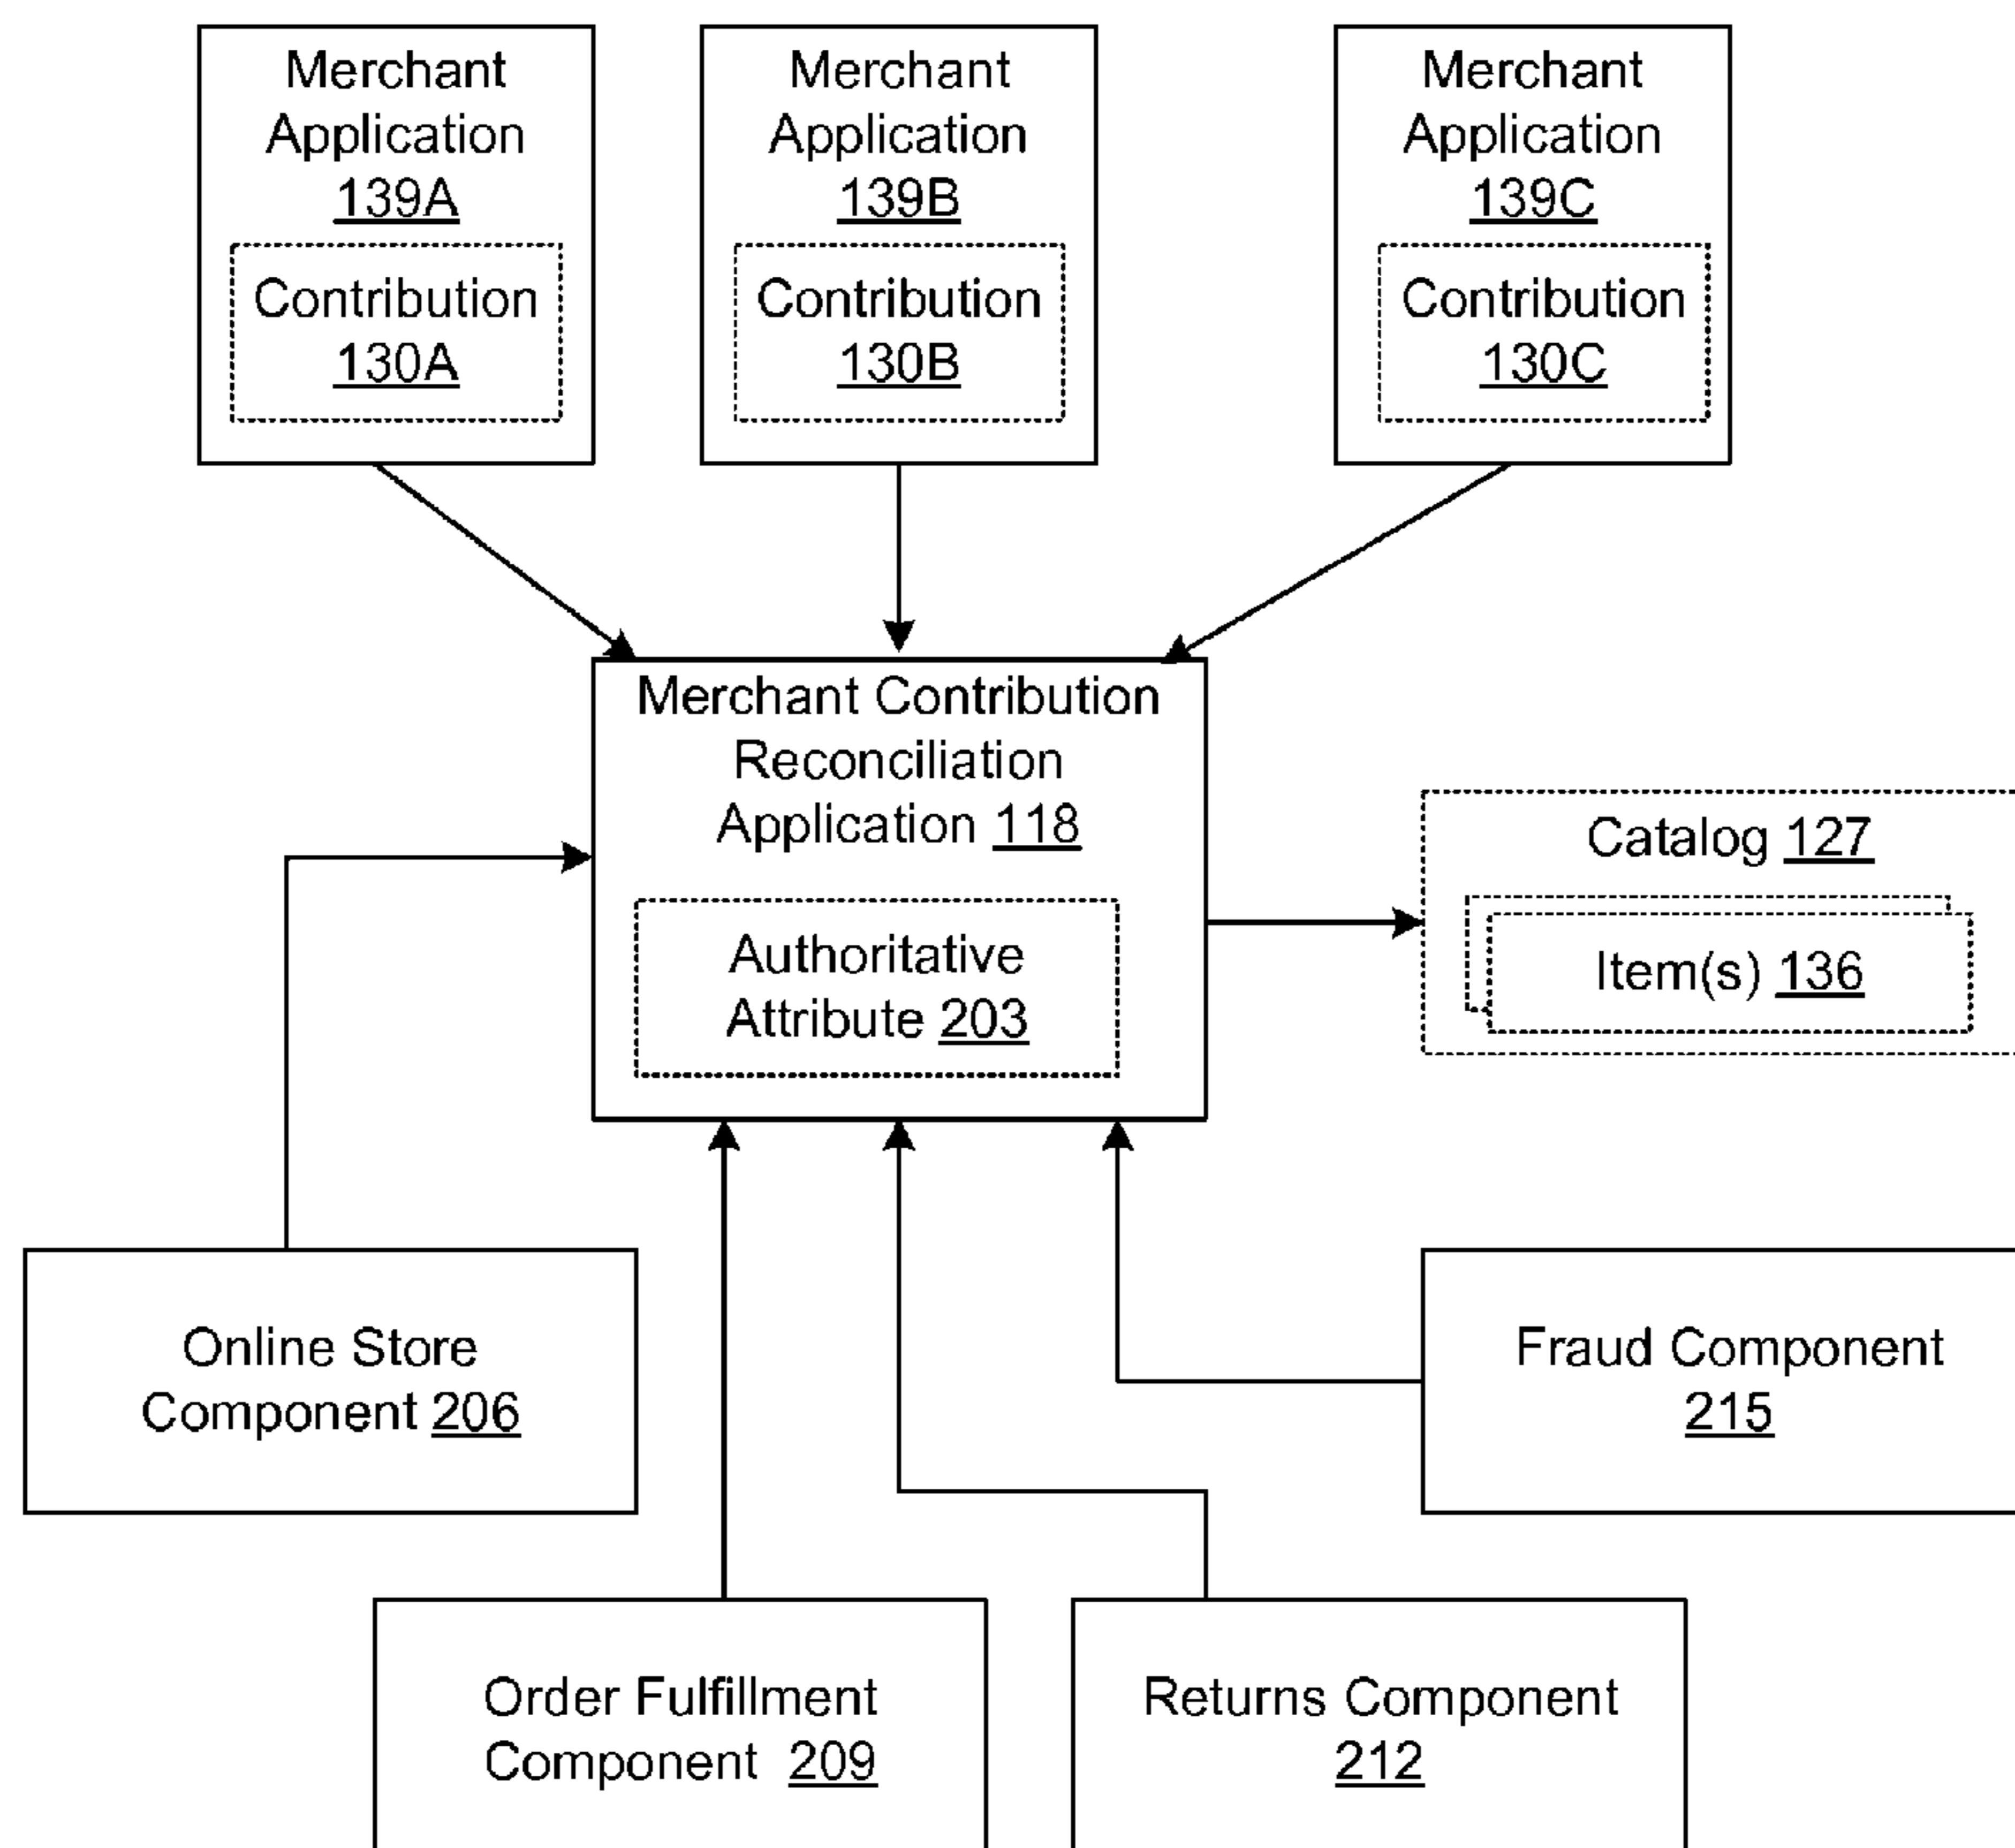 Merchant
Application
139A
Contribution
130A
Merchant
Application
139B
Contribution
130B
Merchant
Application
139C
Contribution
130C
Merchant Contribution
Reconciliation
Application 118
Authoritative
Attribute 203
Catalog 127
Item(s) 136
Online Store
Component 206
Fraud Component
215
Order Fulfillment
Component 209
Returns Component
212